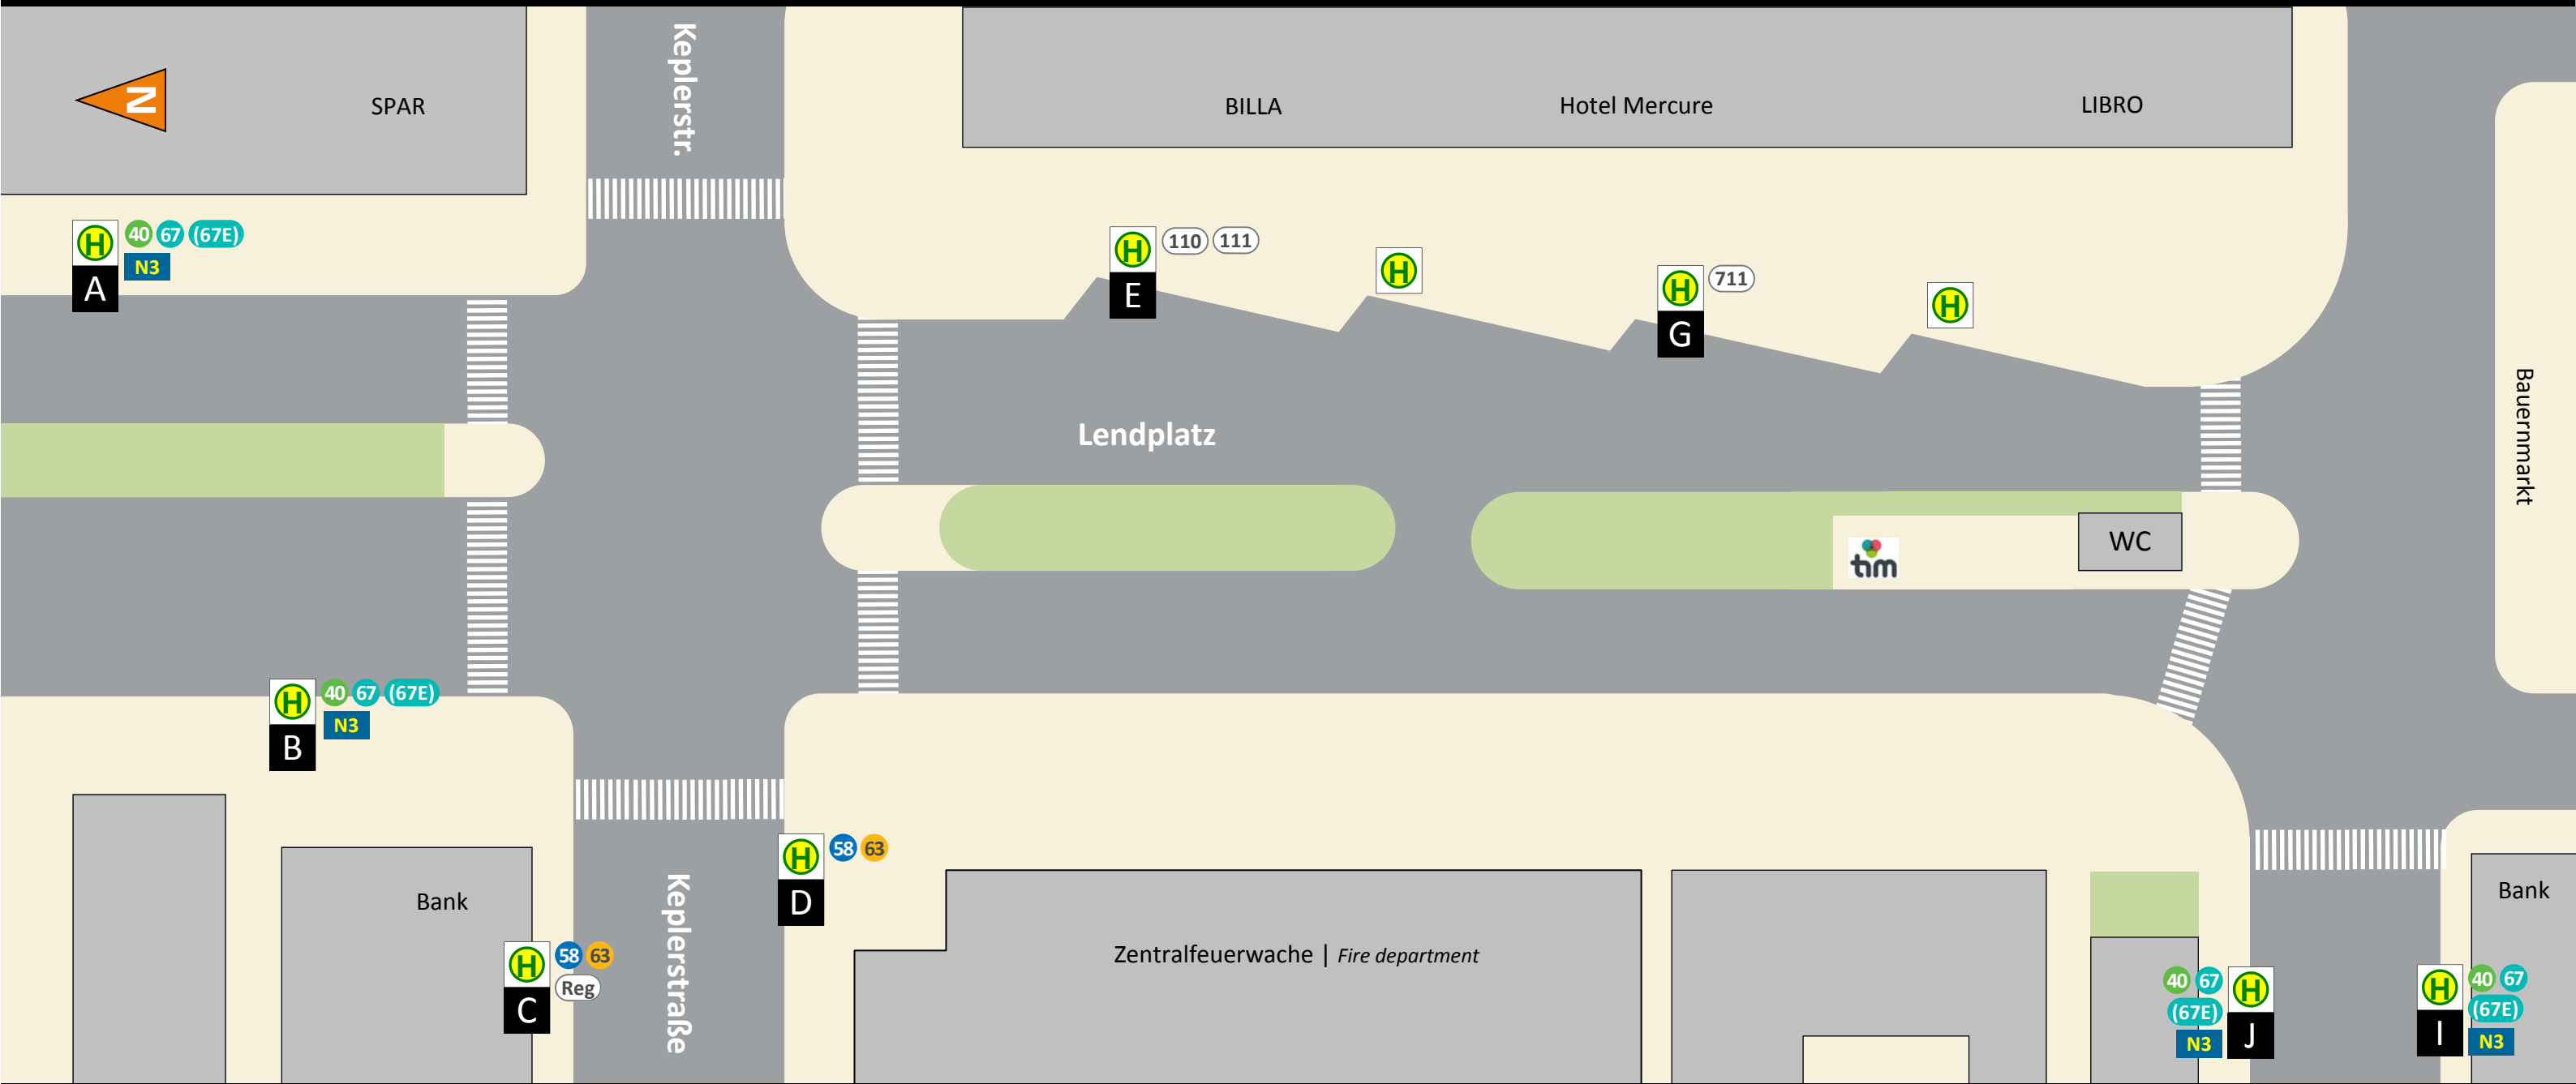 N
SPAR
Keplerstr.
BILLA
Hotel Mercure
LIBRO
H 40 67 (67E)
A N3
H 110 111
E
H
H 711
G
H
Bauernmarkt
Lendplatz
tim
WC
H 40 67 (67E)
B N3
H 58 63
D
Bank
Keplerstraße
H 58 63
C Reg
Zentralfeuerwache | Fire department
Bank
40 67 H
(67E)
N3 J
H 40 67
(67E)
I N3